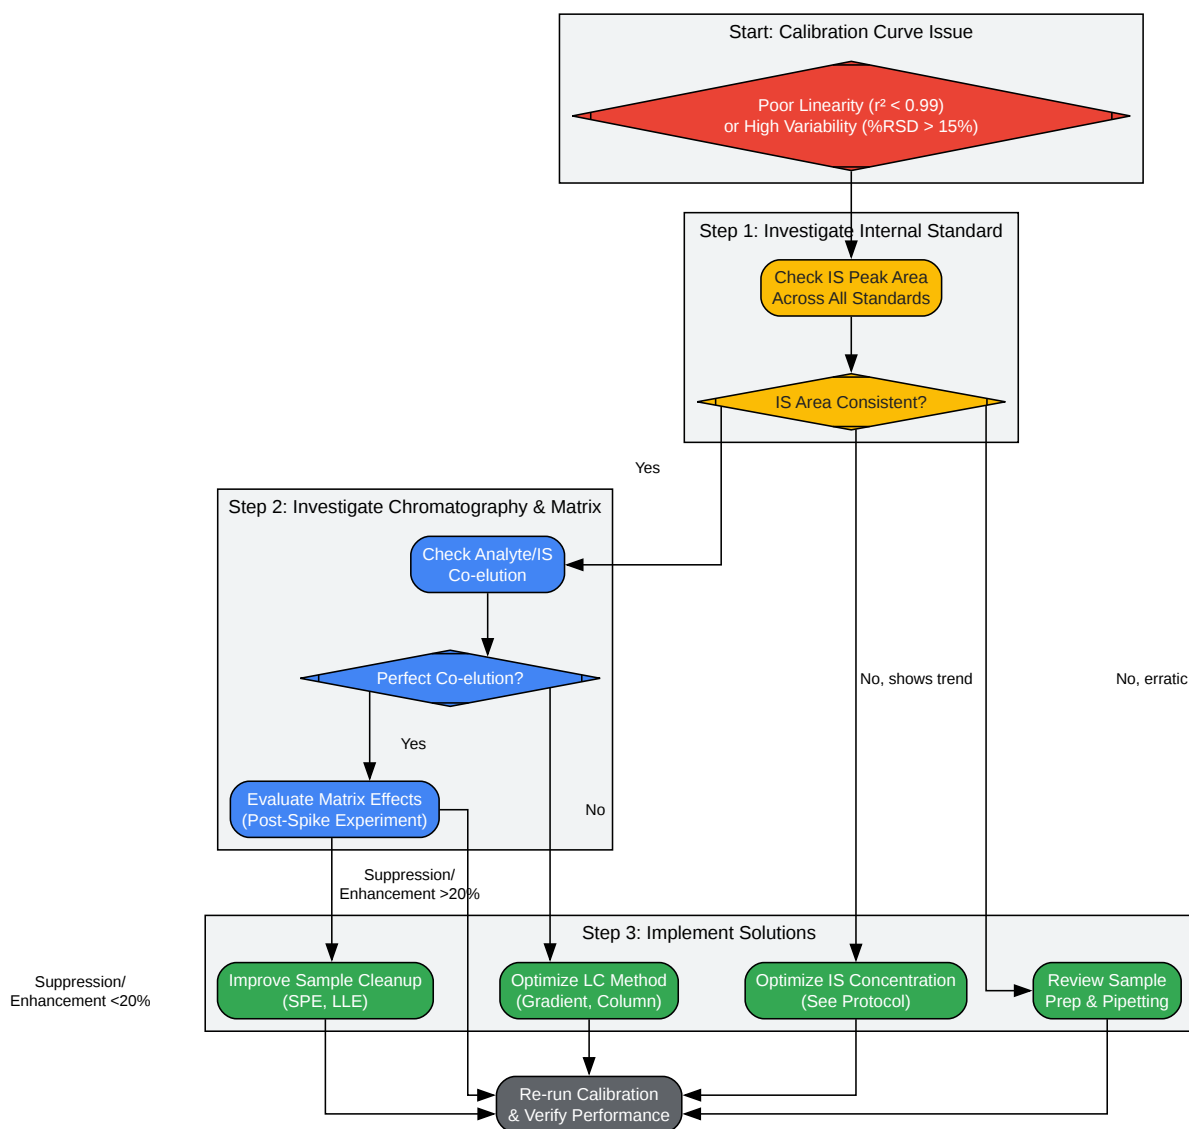 Start: Calibration Curve Issue
Poor Linearity (r² < 0.99)
or High Variability (%RSD > 15%)
Step 1: Investigate Internal Standard
Check IS Peak Area
Across All Standards
IS Area Consistent?
Yes
Step 2: Investigate Chromatography & Matrix
Check Analyte/IS
Co-elution
Perfect Co-elution?
No, shows trend
No, erratic
Yes
Evaluate Matrix Effects
(Post-Spike Experiment)
No
Suppression/
Enhancement >20%
Step 3: Implement Solutions
Suppression/
Enhancement <20%
Improve Sample Cleanup
(SPE, LLE)
Optimize LC Method
(Gradient, Column)
Optimize IS Concentration
(See Protocol)
Review Sample
Prep & Pipetting
Re-run Calibration
& Verify Performance